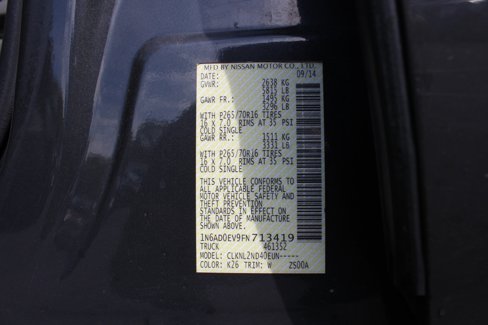 MFD BY NISSAN MOTOR CO., LTD.
DATE: 09/14
GVWR: 2638 KG
5815 LB
GAWR FR.: 1495 KG
3296 LB
WITH P265/70R16 TIRES
16 X 7.0 RIMS AT 35 PSI
COLD SINGLE
GAWR RR.: 1511 KG
3331 LB
WITH P265/70R16 TIRES
16 X 7.0 RIMS AT 35 PSI
COLD SINGLE
THIS VEHICLE CONFORMS TO
ALL APPLICABLE FEDERAL
MOTOR VEHICLE SAFETY AND
THEFT PREVENTION
STANDARDS IN EFFECT ON
THE DATE OF MANUFACTURE
SHOWN ABOVE.
1N6AD0EV9FN713419
TRUCK 461352
MODEL: CLKNL2ND40EUN-----
COLOR: K26 TRIM: W ZS00A